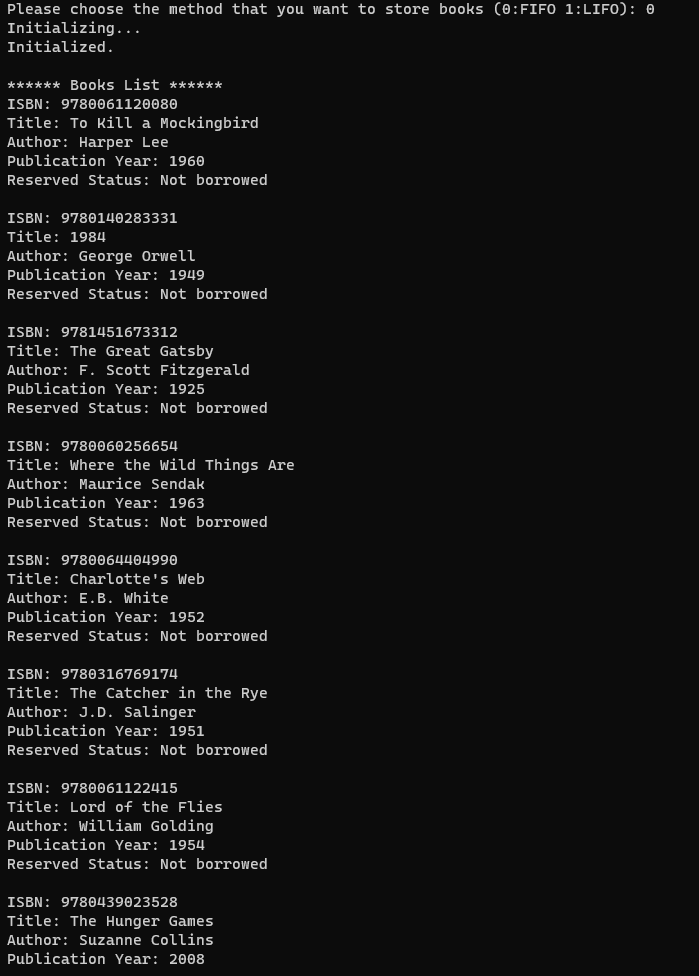 Please choose the method that you want to store books (0:FIFO 1:LIFO): 0
Initializing...
Initialized.
****** Books List ******
ISBN: 9780061120080
Title: To Kill a Mockingbird
Author: Harper Lee
Publication Year: 1960
Reserved Status: Not borrowed
ISBN: 9780140283331
Title: 1984
Author: George Orwell
Publication Year: 1949
Reserved Status: Not borrowed
ISBN: 9781451673312
Title: The Great Gatsby
Author: F. Scott Fitzgerald
Publication Year: 1925
Reserved Status: Not borrowed
ISBN: 9780060256654
Title: Where the Wild Things Are
Author: Maurice Sendak
Publication Year: 1963
Reserved Status: Not borrowed
ISBN: 9780064404990
Title: Charlotte's Web
Author: E.B. White
Publication Year: 1952
Reserved Status: Not borrowed
ISBN: 9780316769174
Title: The Catcher in the Rye
Author: J.D. Salinger
Publication Year: 1951
Reserved Status: Not borrowed
ISBN: 9780061122415
Title: Lord of the Flies
Author: William Golding
Publication Year: 1954
Reserved Status: Not borrowed
ISBN: 9780439023528
Title: The Hunger Games
Author: Suzanne Collins
Publication Year: 2008